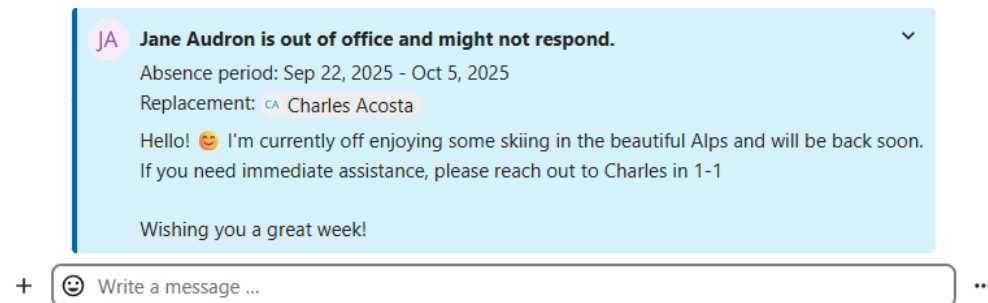 JA Jane Audron is out of office and might not respond.
Absence period: Sep 22, 2025 - Oct 5, 2025
Replacement: CA Charles Acosta
Hello! 😊 I'm currently off enjoying some skiing in the beautiful Alps and will be back soon.
If you need immediate assistance, please reach out to Charles in 1-1
Wishing you a great week!
Write a message ...